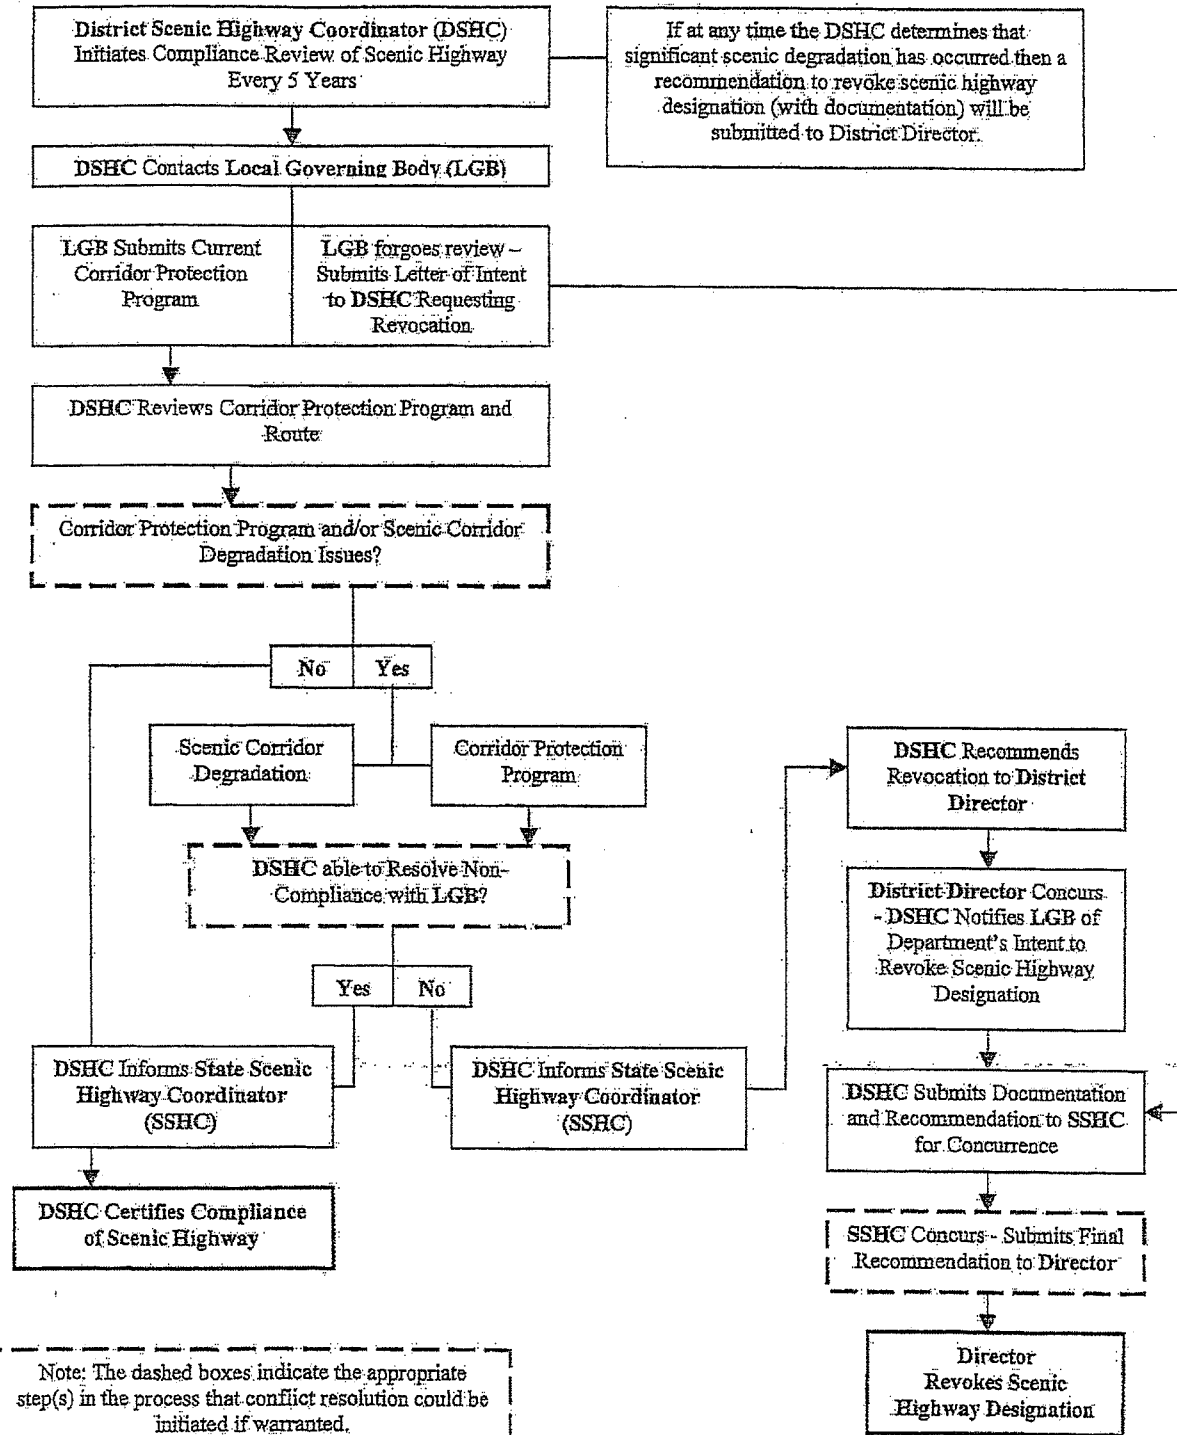 District Scenic Highway Coordinator (DSHC)
Initiates Compliance Review of Scenic Highway
Every 5 Years
If at any time the DSHC determines that
significant scenic degradation has occurred then a
recommendation to revoke scenic highway
designation (with documentation) will be
submitted to District Director.
DSHC Contacts Local Governing Body (LGB)
LGB Submits Current
Corridor Protection
Program
LGB forgoes review –
Submits Letter of Intent
to DSHC Requesting
Revocation
DSHC Reviews Corridor Protection Program and
Route
Corridor Protection Program and/or Scenic Corridor
Degradation Issues?
No
Yes
Scenic Corridor
Degradation
Corridor Protection
Program
DSHC able to Resolve Non-
Compliance with LGB?
Yes
No
DSHC Informs State Scenic
Highway Coordinator
(SSHC)
DSHC Informs State Scenic
Highway Coordinator
(SSHC)
DSHC Certifies Compliance
of Scenic Highway
DSHC Recommends
Revocation to District
Director
District Director Concurs
- DSHC Notifies LGB of
Department's Intent to
Revoke Scenic Highway
Designation
DSHC Submits Documentation
and Recommendation to SSHC
for Concurrence
SSHC Concurs - Submits Final
Recommendation to Director
Director
Revokes Scenic
Highway Designation
Note: The dashed boxes indicate the appropriate
step(s) in the process that conflict resolution could be
initiated if warranted.